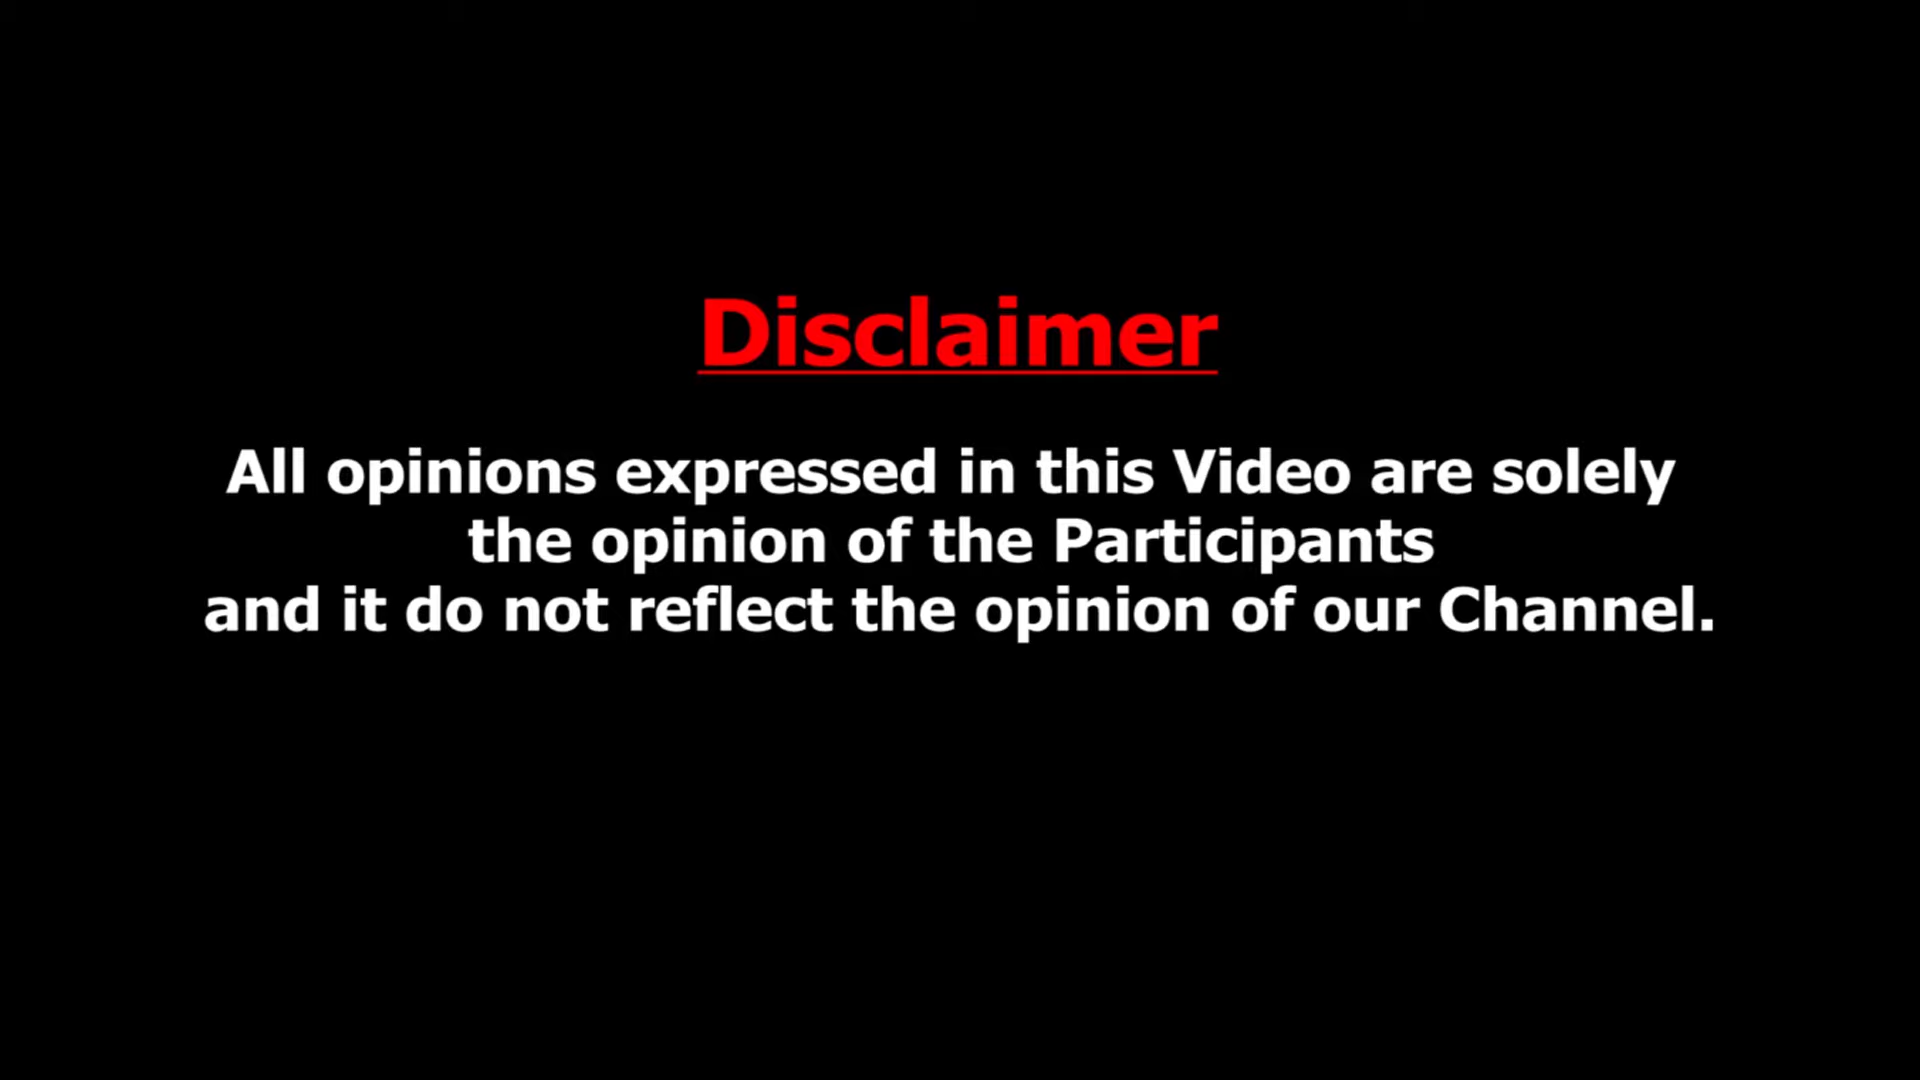 Disclaimer
All opinions expressed in this Video are solely
the opinion of the Participants
and it do not reflect the opinion of our Channel.